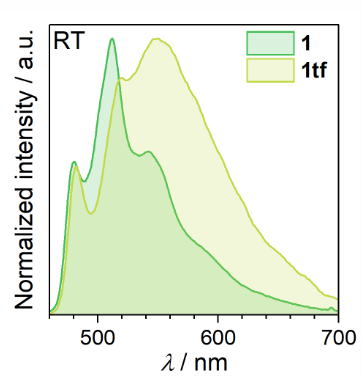 RT
1
1tf
Normalized intensity / a.u.
500 600 700
λ / nm